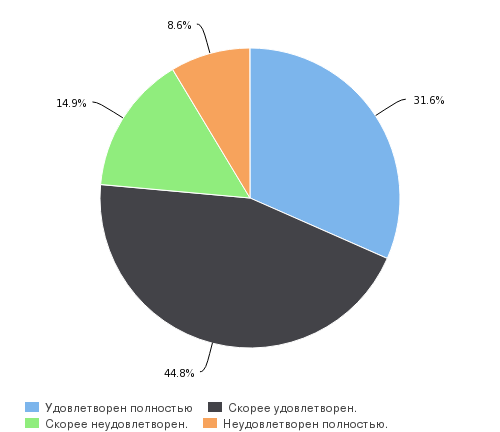 8.6%
31.6%
14.9%
44.8%
Удовлетворен полностью Скорее удовлетворен.
Скорее неудовлетворен. Неудовлетворен полностью.